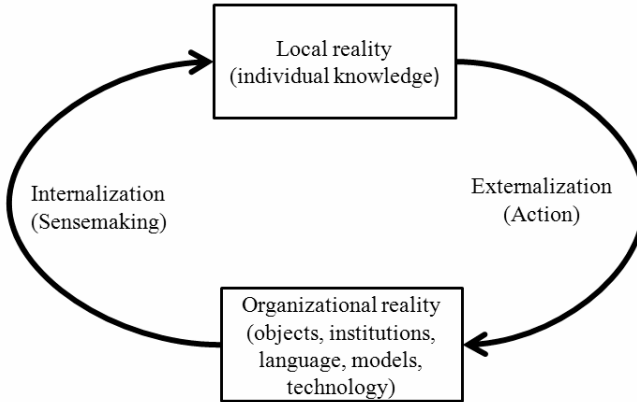 Local reality
(individual knowledge)
Internalization
(Sensemaking)
Externalization
(Action)
Organizational reality
(objects, institutions,
language, models,
technology)